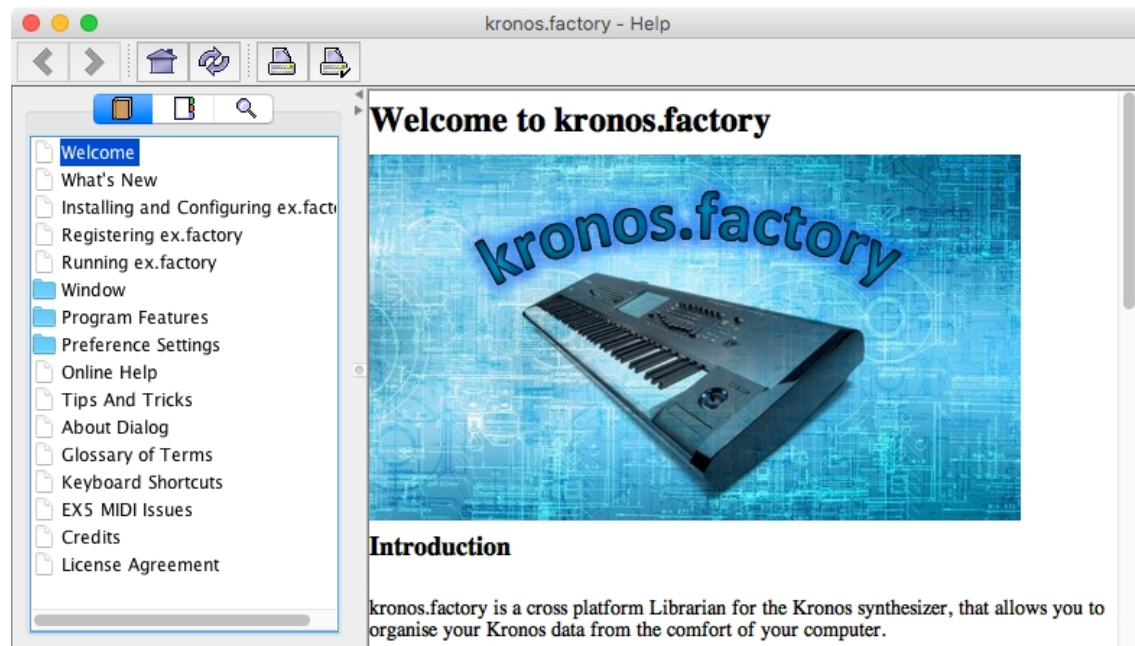 kronos.factory - Help
Welcome
What's New
Installing and Configuring ex.facto
Registering ex.factory
Running ex.factory
Window
Program Features
Preference Settings
Online Help
Tips And Tricks
About Dialog
Glossary of Terms
Keyboard Shortcuts
EX5 MIDI Issues
Credits
License Agreement
Welcome to kronos.factory
kronos.factory
Introduction
kronos.factory is a cross platform Librarian for the Kronos synthesizer, that allows you to
organise your Kronos data from the comfort of your computer.